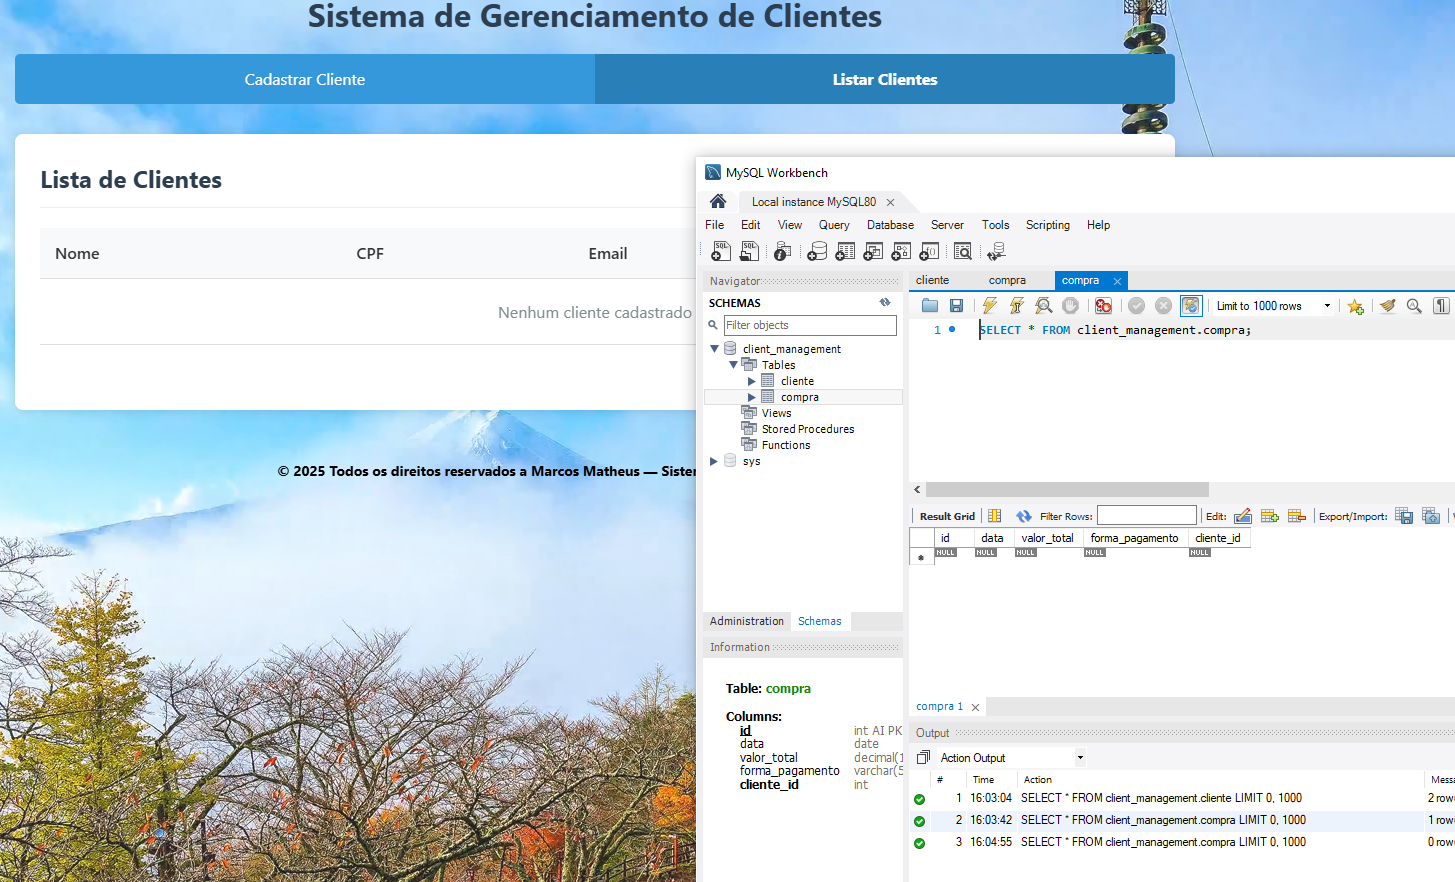 Sistema de Gerenciamento de Clientes
Cadastrar Cliente
Listar Clientes
Lista de Clientes
Nome
CPF
Email
Nenhum cliente cadastrado
© 2025 Todos os direitos reservados a Marcos Matheus —
MySQL Workbench
Local instance MySQL80
File Edit View Query Database Server Tools Scripting Help
Navigator
SCHEMAS
Filter objects
client_management
Tables
cliente
compra
Views
Stored Procedures
Functions
sys
Administration Schemas
Information
Table: compra
Columns:
id int AI PK
data date
valor_total decimal(1
forma_pagamento varchar(5
cliente_id int
cliente compra compra
Limit to 1000 rows
1 SELECT * FROM client_management.compra;
Result Grid Filter Rows: Edit: Export/Import:
id data valor_total forma_pagamento cliente_id
NULL NULL NULL NULL NULL
compra 1
Output
Action Output
# Time Action
1 16:03:04 SELECT * FROM client_management.cliente LIMIT 0, 1000 2 row
2 16:03:42 SELECT * FROM client_management.compra LIMIT 0, 1000 1 row
3 16:04:55 SELECT * FROM client_management.compra LIMIT 0, 1000 0 row